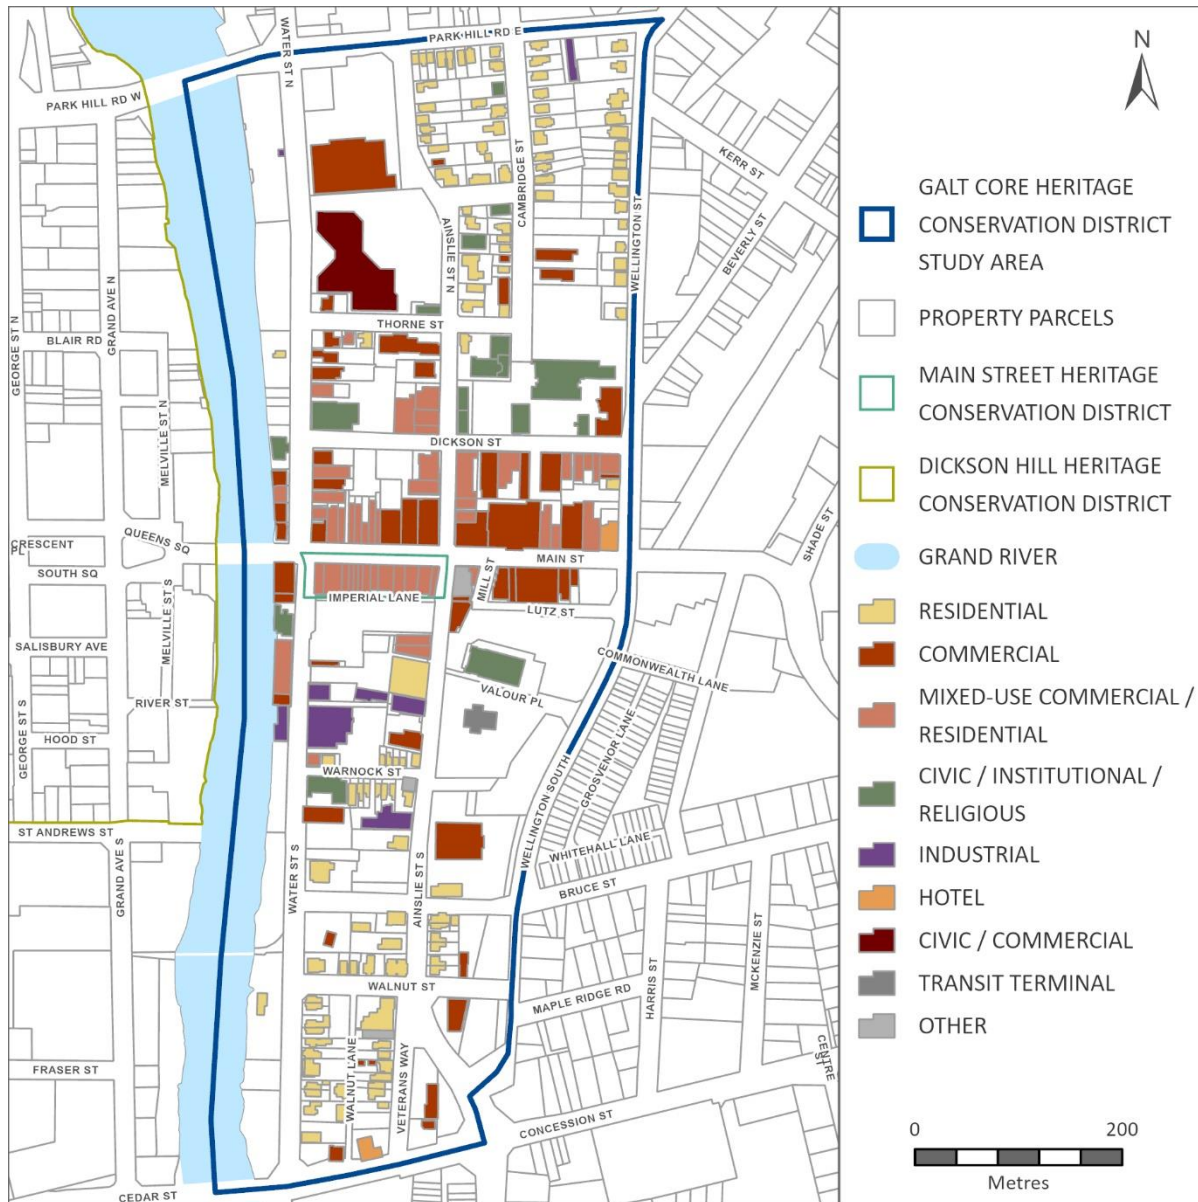 PARK HILL RD E
WATER ST N
PARK HILL RD W
KERR ST
CAMBRIDGE ST
WELLINGTON ST
BEVERLY ST
AINSLIE ST N
GEORGE ST N
GRAND AVE N
THORNE ST
BLAIR RD
MELVILLE ST N
DICKSON ST
SHADE ST
QUEENS SQ
CRESCENT
PL
SOUTH SQ
MAIN ST
MILL ST
IMPERIAL LANE
LUTZ ST
MELVILLE ST S
SALISBURY AVE
COMMONWEALTH LANE
VALOUR PL
RIVER ST
GEORGE ST S
HOOD ST
GROSVENOR LANE
WARNOCK ST
WELLINGTON SOUTH
ST ANDREWS ST
WHITEHALL LANE
GRAND AVE S
WATER ST S
AINSLIE ST S
BRUCE ST
MCKENZIE ST
HARRIS ST
WALNUT ST
MAPLE RIDGE RD
CENTRE
ST
FRASER ST
WALNUT LANE
VETERANS WAY
CONCESSION ST
CEDAR ST
N
GALT CORE HERITAGE
CONSERVATION DISTRICT
STUDY AREA
PROPERTY PARCELS
MAIN STREET HERITAGE
CONSERVATION DISTRICT
DICKSON HILL HERITAGE
CONSERVATION DISTRICT
GRAND RIVER
RESIDENTIAL
COMMERCIAL
MIXED-USE COMMERCIAL /
RESIDENTIAL
CIVIC / INSTITUTIONAL /
RELIGIOUS
INDUSTRIAL
HOTEL
CIVIC / COMMERCIAL
TRANSIT TERMINAL
OTHER
0 200
Metres